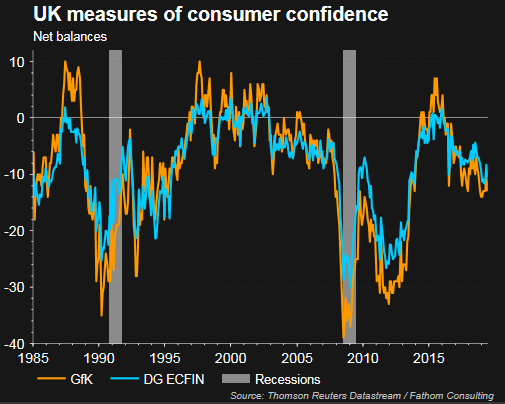 UK measures of consumer confidence
Net balances
10
0
-10
-20
-30
-40
1985 1990 1995 2000 2005 2010 2015
GfK DG ECFIN Recessions
Source: Thomson Reuters Datastream / Fathom Consulting